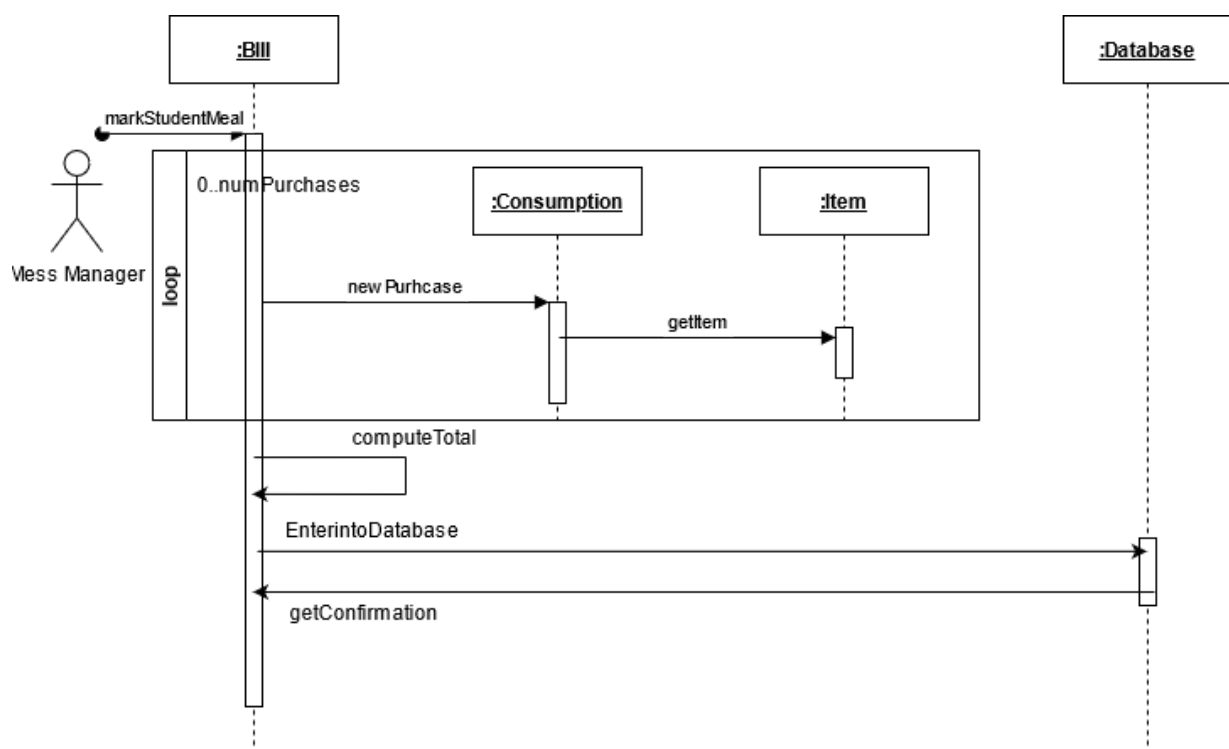 :Bill
:Database
markStudentMeal
0..numPurchases
:Consumption
:Item
Mess Manager
loop
new Purhcase
getItem
computeTotal
EnterintoDatabase
getConfirmation